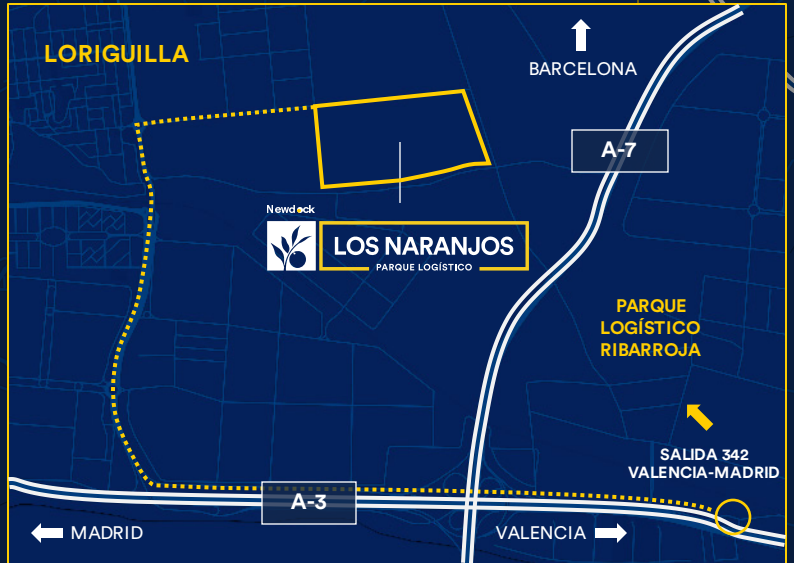 LORIGUILLA
BARCELONA
A-7
Newdock
LOS NARANJOS
PARQUE LOGÍSTICO
PARQUE
LOGÍSTICO
RIBARROJA
SALIDA 342
VALENCIA-MADRID
A-3
MADRID
VALENCIA